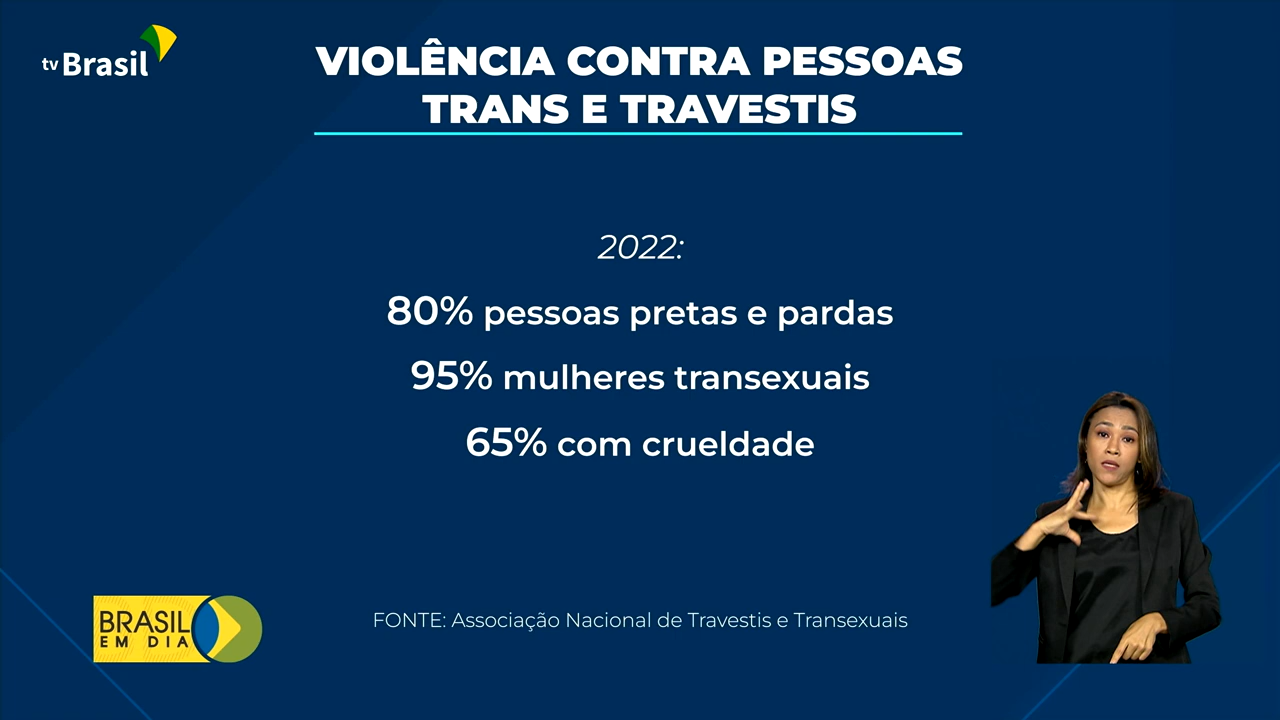 tv Brasil
VIOLÊNCIA CONTRA PESSOAS
TRANS E TRAVESTIS
2022:
80% pessoas pretas e pardas
95% mulheres transexuais
65% com crueldade
BRASIL
EM DIA
FONTE: Associação Nacional de Travestis e Transexuais